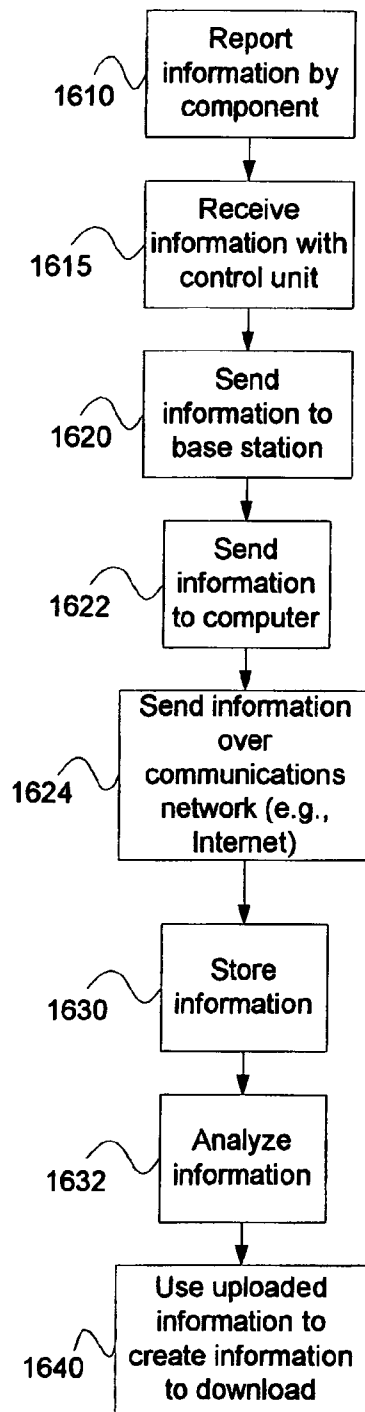 Report
information by
component
1610
Receive
information with
control unit
1615
Send
information to
base station
1620
Send
information
to computer
1622
Send information
over
communications
network (e.g.,
Internet)
1624
Store
information
1630
Analyze
information
1632
Use uploaded
information to
create information
to download
1640